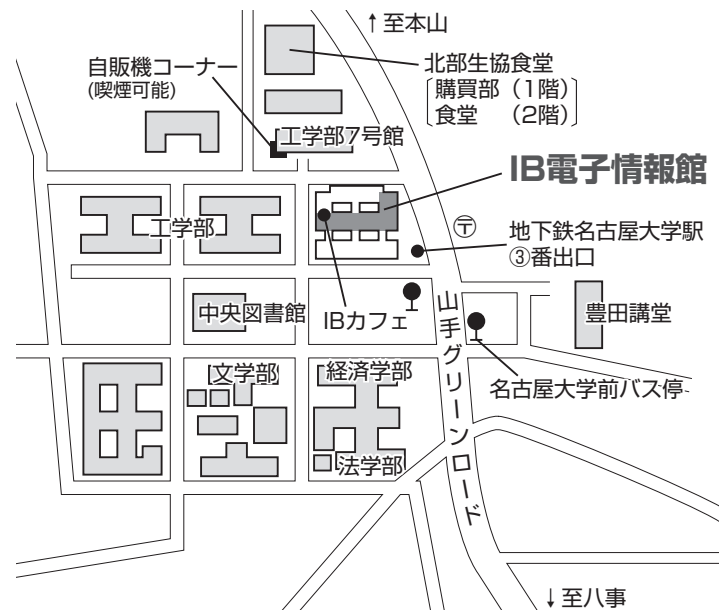 ↑至本山
自販機コーナー
(喫煙可能)
北部生協食堂
購買部（1階）
食堂　（2階）
工学部7号館
IB電子情報館
〒
工学部
地下鉄名古屋大学駅
③番出口
中央図書館
IBカフェ
豊田講堂
山手グリーンロード
文学部
経済学部
名古屋大学前バス停
法学部
↓至八事